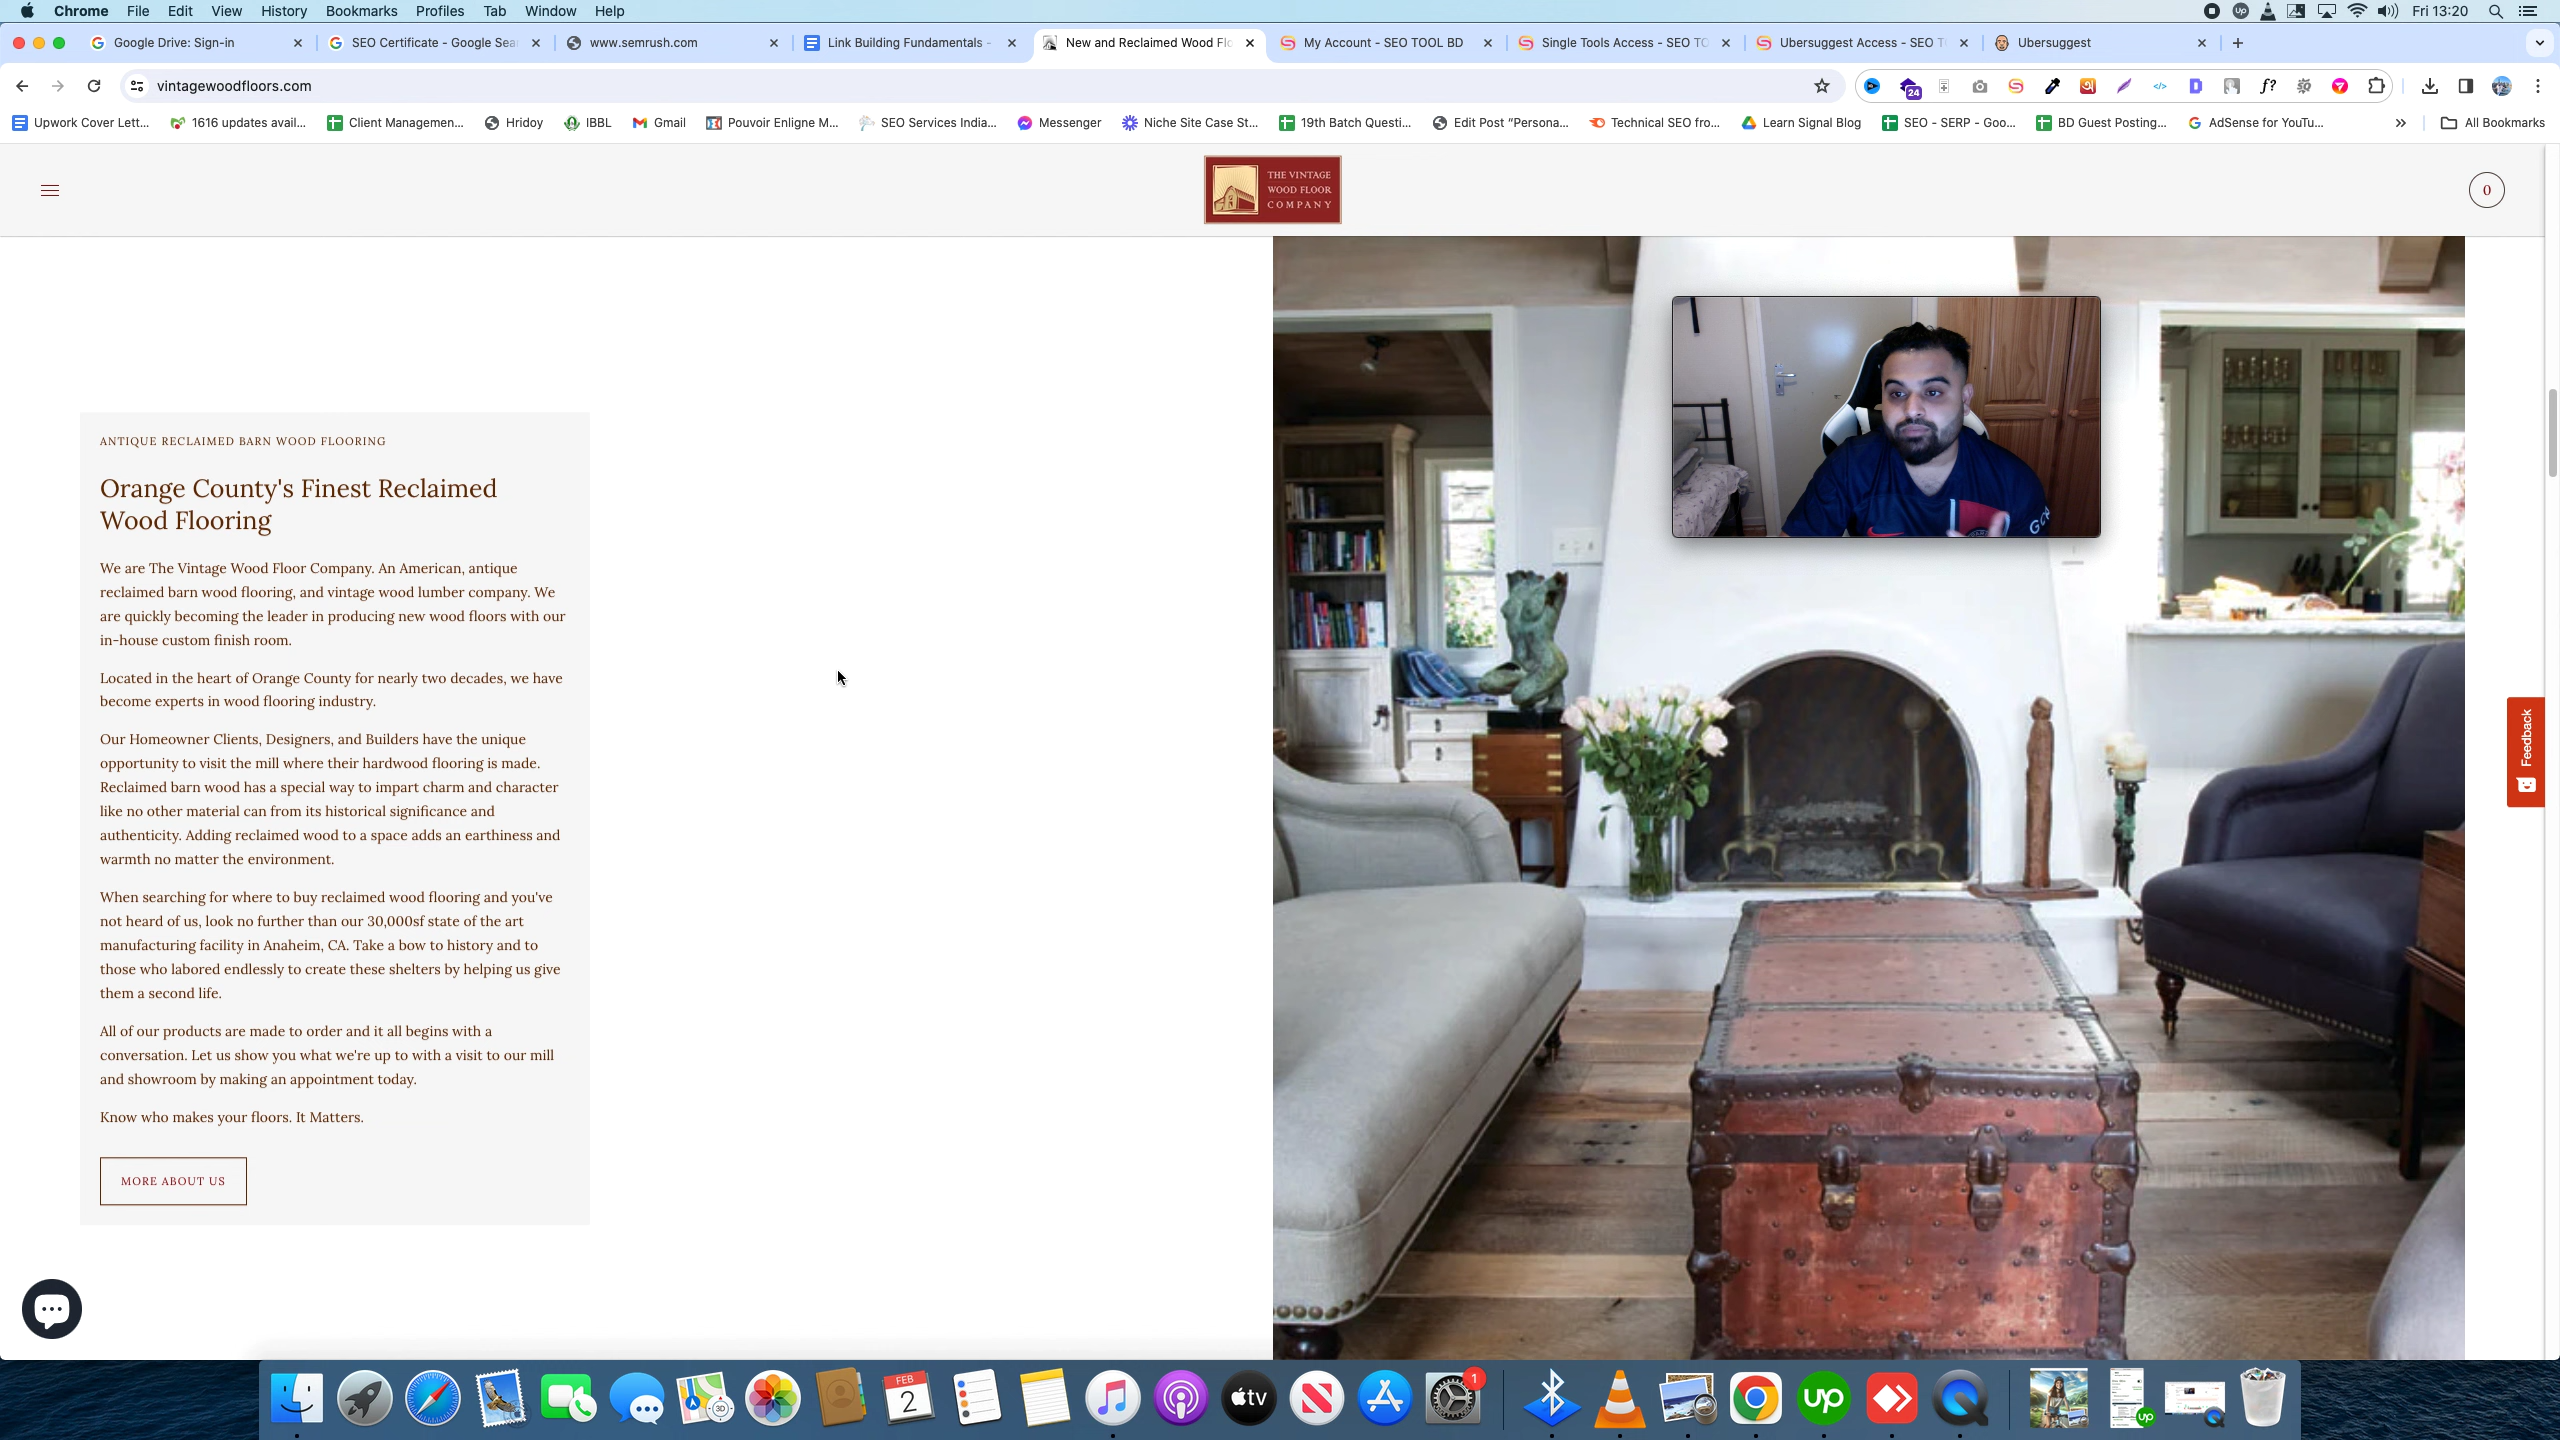 Chrome File Edit View History Bookmarks Profiles Tab Window Help
Fri 13:20
Google Drive: Sign-in
SEO Certificate - Google Sea
www.semrush.com
Link Building Fundamentals -
New and Reclaimed Wood Flo
My Account - SEO TOOL BD
Single Tools Access - SEO TO
Ubersuggest Access - SEO T
Ubersuggest
vintagewoodfloors.com
24
f?
Upwork Cover Lett...
1616 updates avail...
Client Managemen...
Hridoy
IBBL
Gmail
Pouvoir Enligne M...
SEO Services India...
Messenger
Niche Site Case St...
19th Batch Questi...
Edit Post "Persona...
Technical SEO fro...
Learn Signal Blog
SEO - SERP - Goo...
BD Guest Posting...
AdSense for YouTu...
All Bookmarks
THE VINTAGE
WOOD FLOOR
COMPANY
0
ANTIQUE RECLAIMED BARN WOOD FLOORING
Orange County's Finest Reclaimed
Wood Flooring
We are The Vintage Wood Floor Company. An American, antique
reclaimed barn wood flooring, and vintage wood lumber company. We
are quickly becoming the leader in producing new wood floors with our
in-house custom finish room.
Located in the heart of Orange County for nearly two decades, we have
become experts in wood flooring industry.
Our Homeowner Clients, Designers, and Builders have the unique
opportunity to visit the mill where their hardwood flooring is made.
Reclaimed barn wood has a special way to impart charm and character
like no other material can from its historical significance and
authenticity. Adding reclaimed wood to a space adds an earthiness and
warmth no matter the environment.
When searching for where to buy reclaimed wood flooring and you've
not heard of us, look no further than our 30,000sf state of the art
manufacturing facility in Anaheim, CA. Take a bow to history and to
those who labored endlessly to create these shelters by helping us give
them a second life.
All of our products are made to order and it all begins with a
conversation. Let us show you what we're up to with a visit to our mill
and showroom by making an appointment today.
Know who makes your floors. It Matters.
MORE ABOUT US
Feedback
FEB
2
tv
1
up